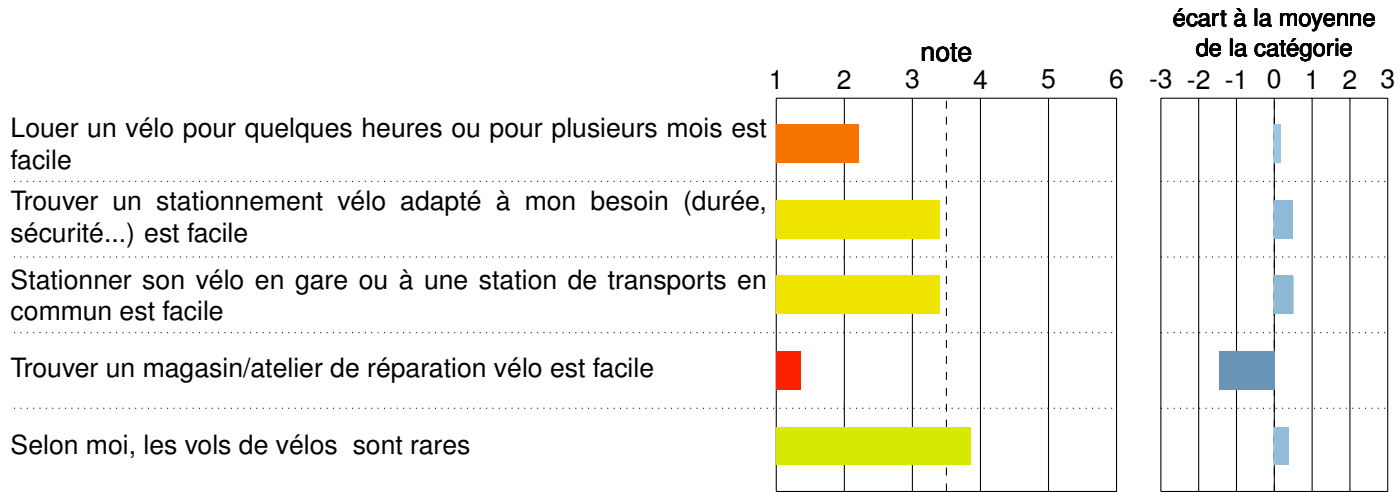 écart à la moyenne
de la catégorie
note
1 2 3 4 5 6
-3 -2 -1 0 1 2 3
Louer un vélo pour quelques heures ou pour plusieurs mois est
facile
Trouver un stationnement vélo adapté à mon besoin (durée,
sécurité...) est facile
Stationner son vélo en gare ou à une station de transports en
commun est facile
Trouver un magasin/atelier de réparation vélo est facile
Selon moi, les vols de vélos sont rares